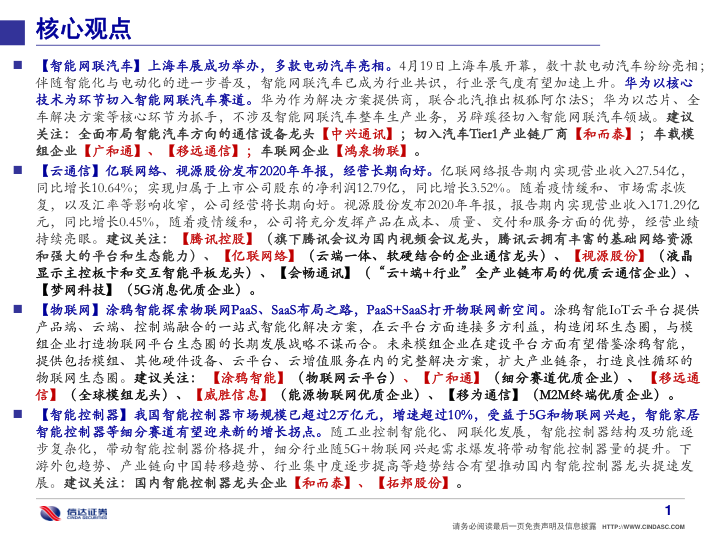 核心观点
【智能网联汽车】上海车展成功举办，多款电动汽车亮相。4月19日上海车展开幕，数十款电动汽车纷纷亮相；
伴随智能化与电动化的进一步普及，智能网联汽车已成为行业共识，行业景气度有望加速上升。华为以核心
技术为环节切入智能网联汽车赛道。华为作为解决方案提供商，联合北汽推出极狐阿尔法S；华为以芯片、全
车解决方案等核心环节为抓手，不涉及智能网联汽车整车生产业务，另辟蹊径切入智能网联汽车领域。建议
关注：全面布局智能汽车方向的通信设备龙头【中兴通讯】；切入汽车Tier1产业链厂商【和而泰】；车载模
组企业【广和通】、【移远通信】；车联网企业【鸿泉物联】。
【云通信】亿联网络、视源股份发布2020年年报，经营长期向好。亿联网络报告期内实现营业收入27.54亿，
同比增长10.64%；实现归属于上市公司股东的净利润12.79亿，同比增长3.52%。随着疫情缓和、市场需求恢
复，以及汇率等影响收窄，公司经营将长期向好。视源股份发布2020年年报，报告期内实现营业收入171.29亿
元，同比增长0.45%，随着疫情缓和，公司将充分发挥产品在成本、质量、交付和服务方面的优势，经营业绩
持续亮眼。建议关注：【腾讯控股】（旗下腾讯会议为国内视频会议龙头，腾讯云拥有丰富的基础网络资源
和强大的平台和生态能力）、【亿联网络】（云端一体、软硬结合的企业通信龙头）、【视源股份】（液晶
显示主控板卡和交互智能平板龙头）、【会畅通讯】（“云+端+行业”全产业链布局的优质云通信企业）、
【梦网科技】（5G消息优质企业）。
【物联网】涂鸦智能探索物联网PaaS、SaaS布局之路，PaaS+SaaS打开物联网新空间。涂鸦智能IoT云平台提供
产品端、云端、控制端融合的一站式智能化解决方案，在云平台方面连接多方利益，构造闭环生态圈，与模
组企业打造物联网平台生态圈的长期发展战略不谋而合。未来模组企业在建设平台方面有望借鉴涂鸦智能，
提供包括模组、其他硬件设备、云平台、云增值服务在内的完整解决方案，扩大产业链条，打造良性循环的
物联网生态圈。建议关注：【涂鸦智能】（物联网云平台）、【广和通】（细分赛道优质企业）、【移远通
信】（全球模组龙头）、【威胜信息】（能源物联网优质企业）、【移为通信】（M2M终端优质企业）。
【智能控制器】我国智能控制器市场规模已超过2万亿元，增速超过10%，受益于5G和物联网兴起，智能家居
智能控制器等细分赛道有望迎来新的增长拐点。随工业控制智能化、网联化发展，智能控制器结构及功能逐
步复杂化，带动智能控制器价格提升，细分行业随5G+物联网兴起需求爆发将带动智能控制器量的提升。下
游外包趋势、产业链向中国转移趋势、行业集中度逐步提高等趋势结合有望推动国内智能控制器龙头提速发
展。建议关注：国内智能控制器龙头企业【和而泰】、【拓邦股份】。
信达证券
CINDA SECURITIES
1
请务必阅读最后一页免责声明及信息披露 HTTP://WWW.CINDASC.COM